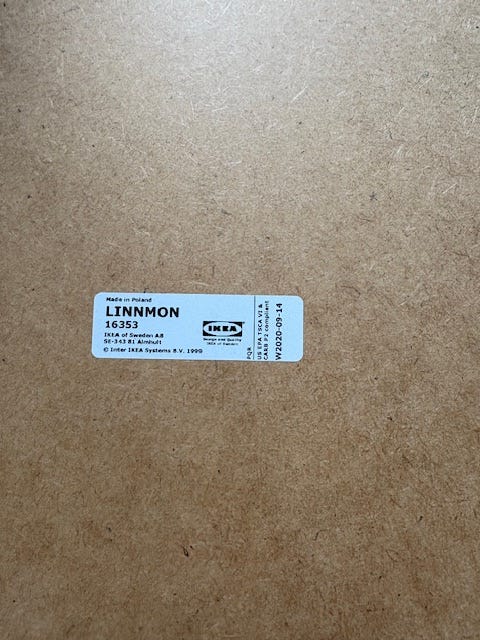 Made in Poland
LINNMON
16353
IKEA of Sweden AB
SE-343 81 Älmhult
© Inter IKEA Systems B.V. 1999
IKEA
Design and Quality
IKEA of Sweden
PQR
US EPA TSCA VI &
CARB P2 compliant
W2020-09-14